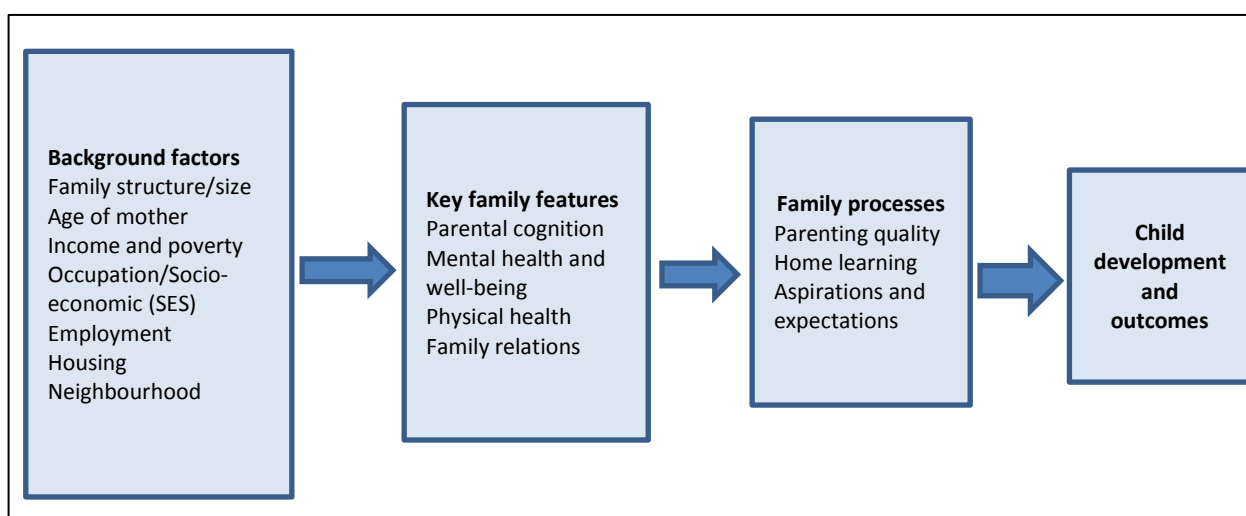 Background factors
Family structure/size
Age of mother
Income and poverty
Occupation/Socio-
economic (SES)
Employment
Housing
Neighbourhood
Key family features
Parental cognition
Mental health and
well-being
Physical health
Family relations
Family processes
Parenting quality
Home learning
Aspirations and
expectations
Child
development
and
outcomes